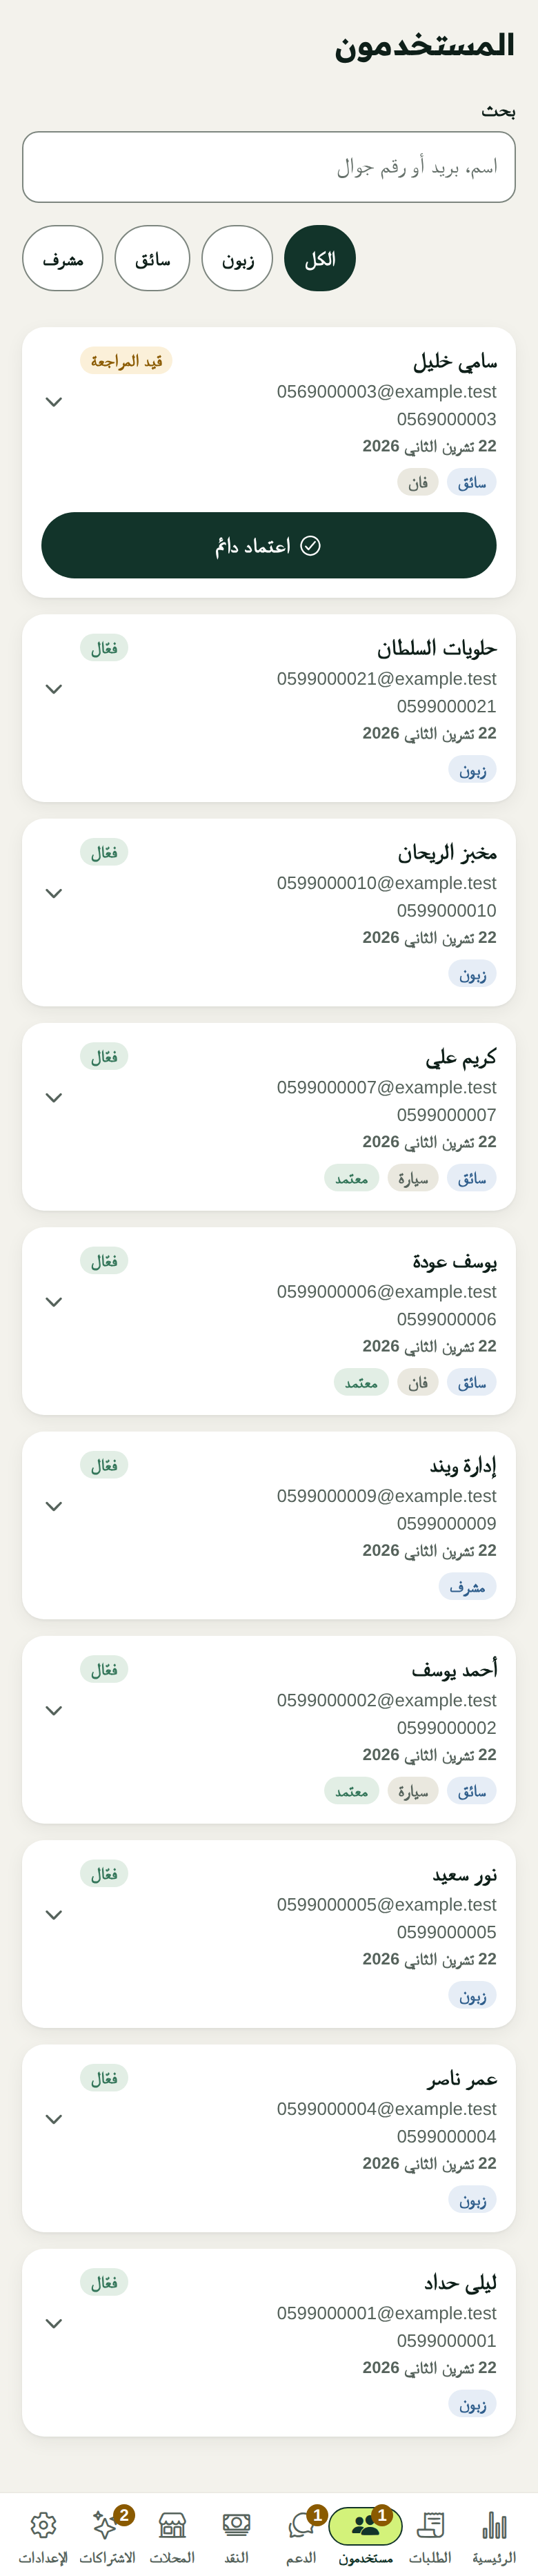 المستخدمون
بحث
اسم، بريد أو رقم جوال
الكل
زبون
سائق
مشرف
سامي خليل
قيد المراجعة
0569000003@example.test
0569000003
22 تشرين الثاني 2026
سائق
فان
اعتماد دائم
حلويات السلطان
فعّال
0599000021@example.test
0599000021
22 تشرين الثاني 2026
زبون
مخبز الريحان
فعّال
0599000010@example.test
0599000010
22 تشرين الثاني 2026
زبون
كريم علي
فعّال
0599000007@example.test
0599000007
22 تشرين الثاني 2026
سائق
سيارة
معتمد
يوسف عودة
فعّال
0599000006@example.test
0599000006
22 تشرين الثاني 2026
سائق
فان
معتمد
إدارة ويند
فعّال
0599000009@example.test
0599000009
22 تشرين الثاني 2026
مشرف
أحمد يوسف
فعّال
0599000002@example.test
0599000002
22 تشرين الثاني 2026
سائق
سيارة
معتمد
نور سعيد
فعّال
0599000005@example.test
0599000005
22 تشرين الثاني 2026
زبون
عمر ناصر
فعّال
0599000004@example.test
0599000004
22 تشرين الثاني 2026
زبون
ليلى حداد
فعّال
0599000001@example.test
0599000001
22 تشرين الثاني 2026
زبون
الرئيسية
الطلبات
1
مستخدمون
1
الدعم
النقد
المحلات
2
الاشتراكات
الإعدادات